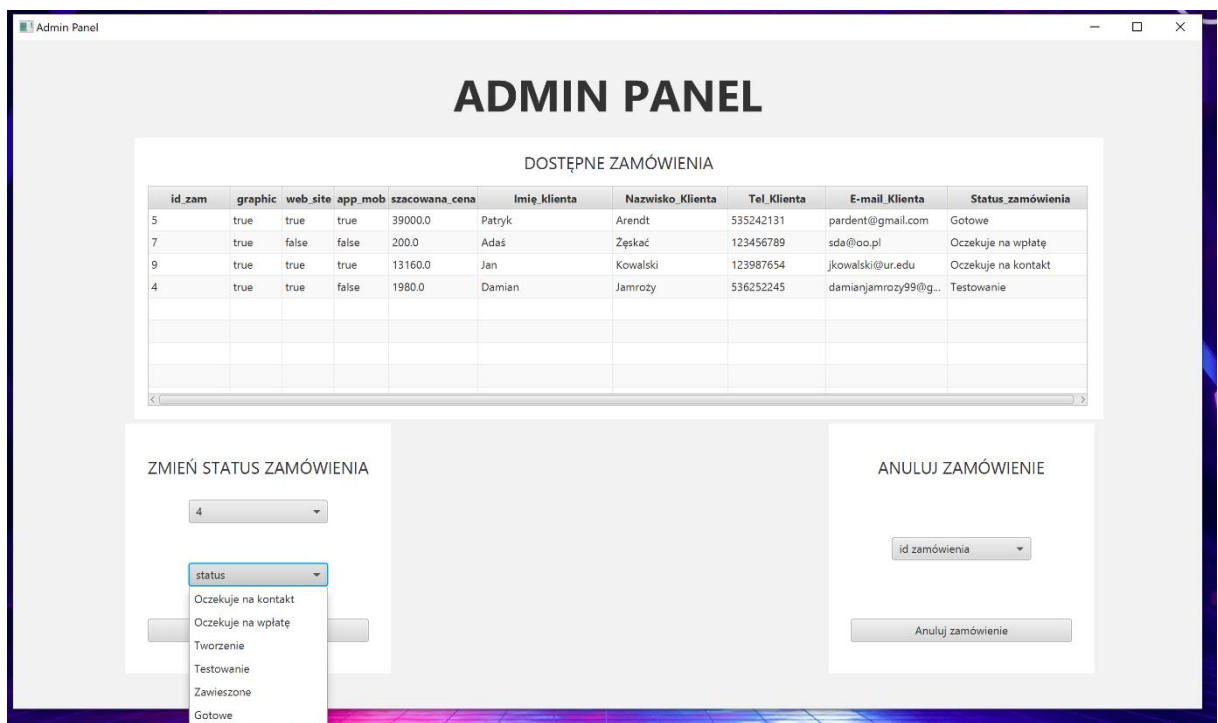 Admin Panel
ADMIN PANEL
DOSTĘPNE ZAMÓWIENIA
id_zam graphic web_site app_mob szacowana_cena Imię_klienta Nazwisko_Klienta Tel_Klienta E-mail_Klienta Status_zamówienia
5 true true true 39000.0 Patryk Arendt 535242131 pardent@gmail.com Gotowe
7 true false false 200.0 Adaś Żęskać 123456789 sda@oo.pl Oczekuje na wpłatę
9 true true true 13160.0 Jan Kowalski 123987654 jkowalski@ur.edu Oczekuje na kontakt
4 true true false 1980.0 Damian Jamroży 536252245 damianjamrozy99@g... Testowanie
ZMIEŃ STATUS ZAMÓWIENIA
4
status
Oczekuje na kontakt
Oczekuje na wpłatę
Tworzenie
Testowanie
Zawieszone
Gotowe
ANULUJ ZAMÓWIENIE
id zamówienia
Anuluj zamówienie